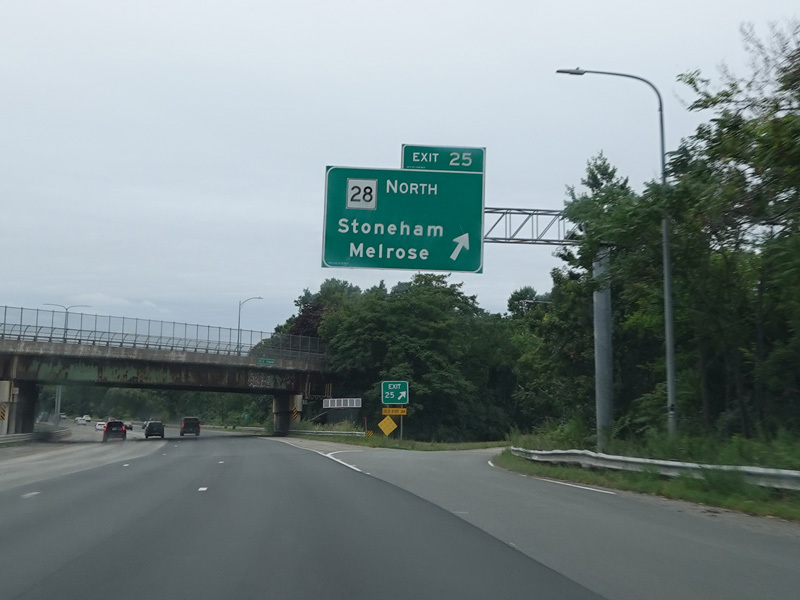 EXIT 25
28 NORTH
Stoneham
Melrose
EXIT
25